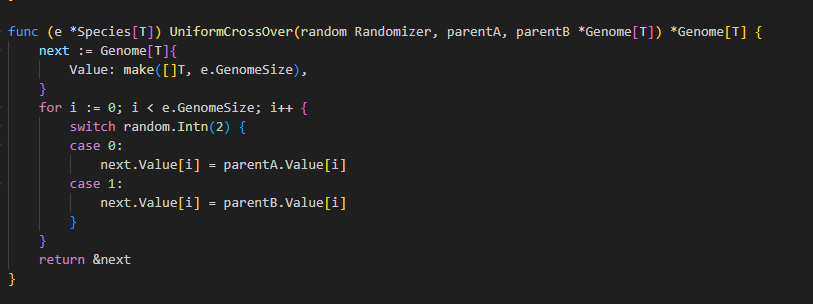 func (e *Species[T]) UniformCrossOver(random Randomizer, parentA, parentB *Genome[T]) *Genome[T] {
next := Genome[T]{
Value: make([]T, e.GenomeSize),
}
for i := 0; i < e.GenomeSize; i++ {
switch random.Intn(2) {
case 0:
next.Value[i] = parentA.Value[i]
case 1:
next.Value[i] = parentB.Value[i]
}
}
return &next
}